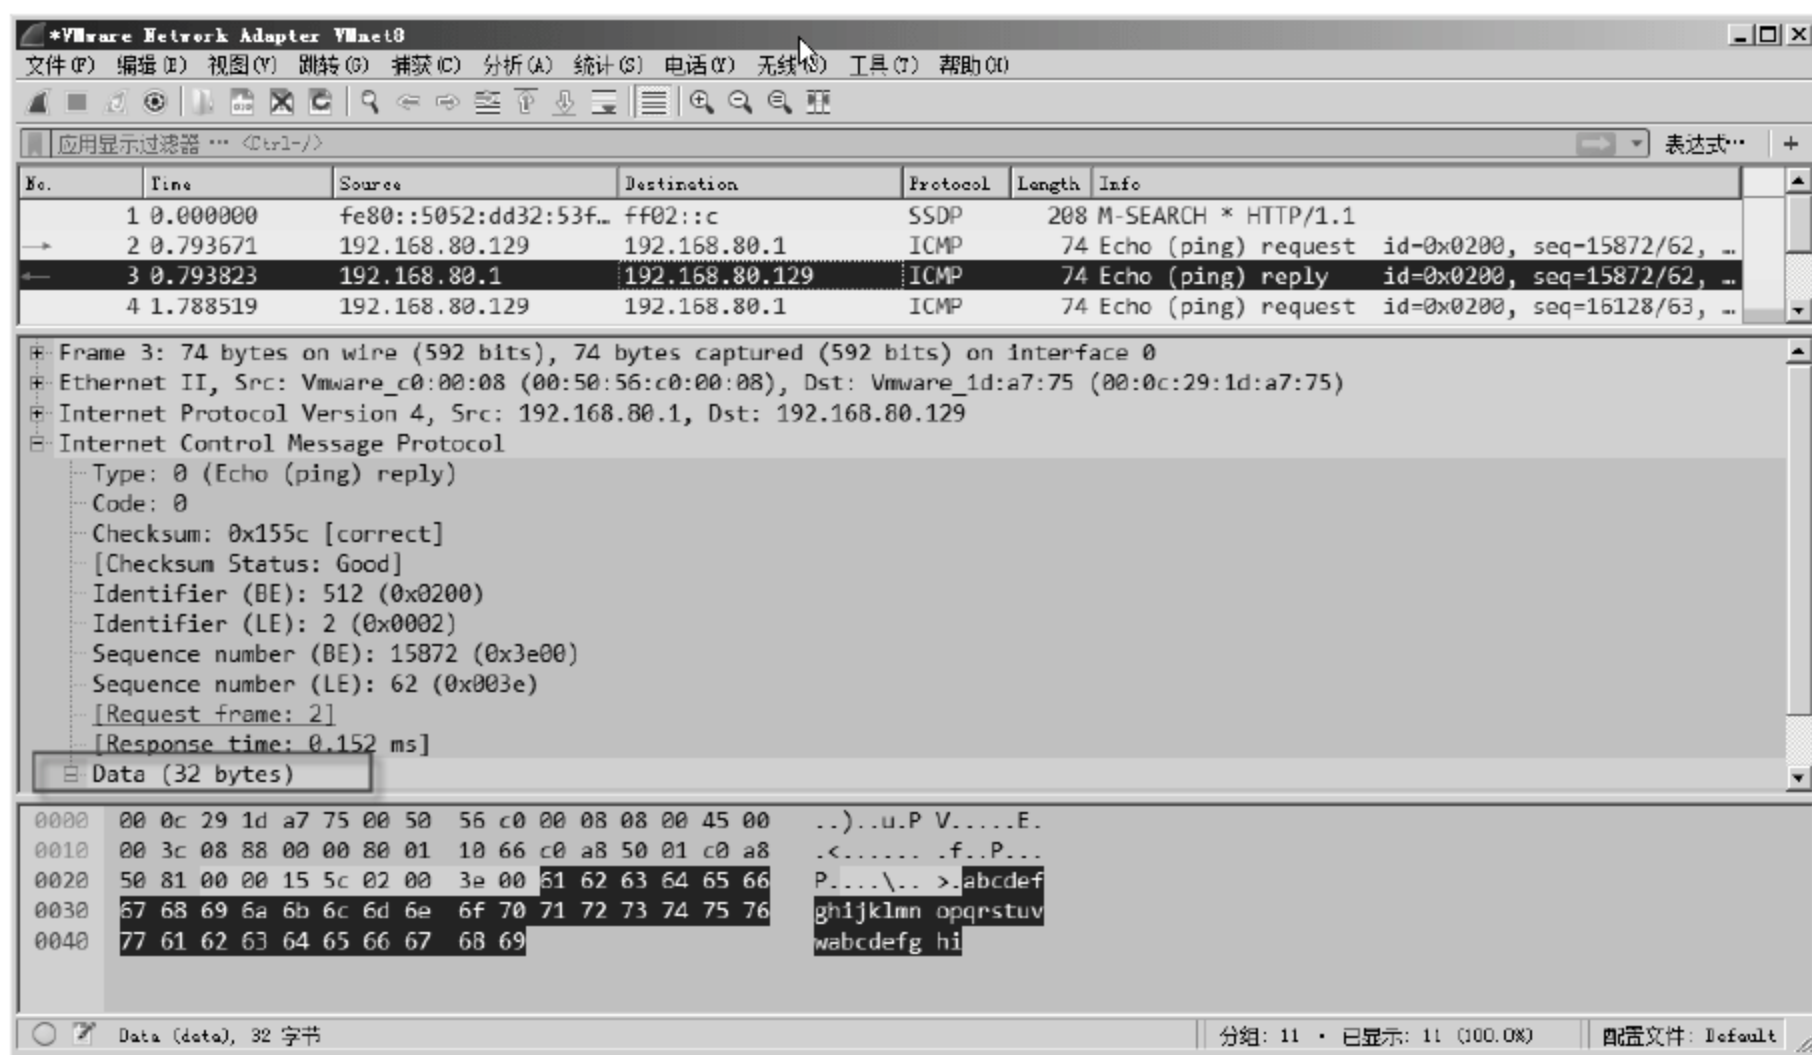 *VMware Network Adapter VMnet8
文件(F) 编辑(E) 视图(V) 跳转(G) 捕获(C) 分析(A) 统计(S) 电话(Y) 无线(W) 工具(T) 帮助(H)
应用显示过滤器 … <Ctrl-/> 表达式… +
No. Time Source Destination Protocol Length Info
1 0.000000 fe80::5052:dd32:53f… ff02::c SSDP 208 M-SEARCH * HTTP/1.1
2 0.793671 192.168.80.129 192.168.80.1 ICMP 74 Echo (ping) request id=0x0200, seq=15872/62, …
3 0.793823 192.168.80.1 192.168.80.129 ICMP 74 Echo (ping) reply id=0x0200, seq=15872/62, …
4 1.788519 192.168.80.129 192.168.80.1 ICMP 74 Echo (ping) request id=0x0200, seq=16128/63, …
Frame 3: 74 bytes on wire (592 bits), 74 bytes captured (592 bits) on interface 0
Ethernet II, Src: Vmware_c0:00:08 (00:50:56:c0:00:08), Dst: Vmware_1d:a7:75 (00:0c:29:1d:a7:75)
Internet Protocol Version 4, Src: 192.168.80.1, Dst: 192.168.80.129
Internet Control Message Protocol
Type: 0 (Echo (ping) reply)
Code: 0
Checksum: 0x155c [correct]
[Checksum Status: Good]
Identifier (BE): 512 (0x0200)
Identifier (LE): 2 (0x0002)
Sequence number (BE): 15872 (0x3e00)
Sequence number (LE): 62 (0x003e)
[Request frame: 2]
[Response time: 0.152 ms]
Data (32 bytes)
0000 00 0c 29 1d a7 75 00 50 56 c0 00 08 08 00 45 00 ..)..u.P V.....E.
0010 00 3c 08 88 00 00 80 01 10 66 c0 a8 50 01 c0 a8 .<...... .f..P...
0020 50 81 00 00 15 5c 02 00 3e 00 61 62 63 64 65 66 P....\.. >.abcdef
0030 67 68 69 6a 6b 6c 6d 6e 6f 70 71 72 73 74 75 76 ghijklmn opqrstuv
0040 77 61 62 63 64 65 66 67 68 69 wabcdefg hi
Data (data), 32 字节 分组: 11 · 已显示: 11 (100.0%) 配置文件: Default